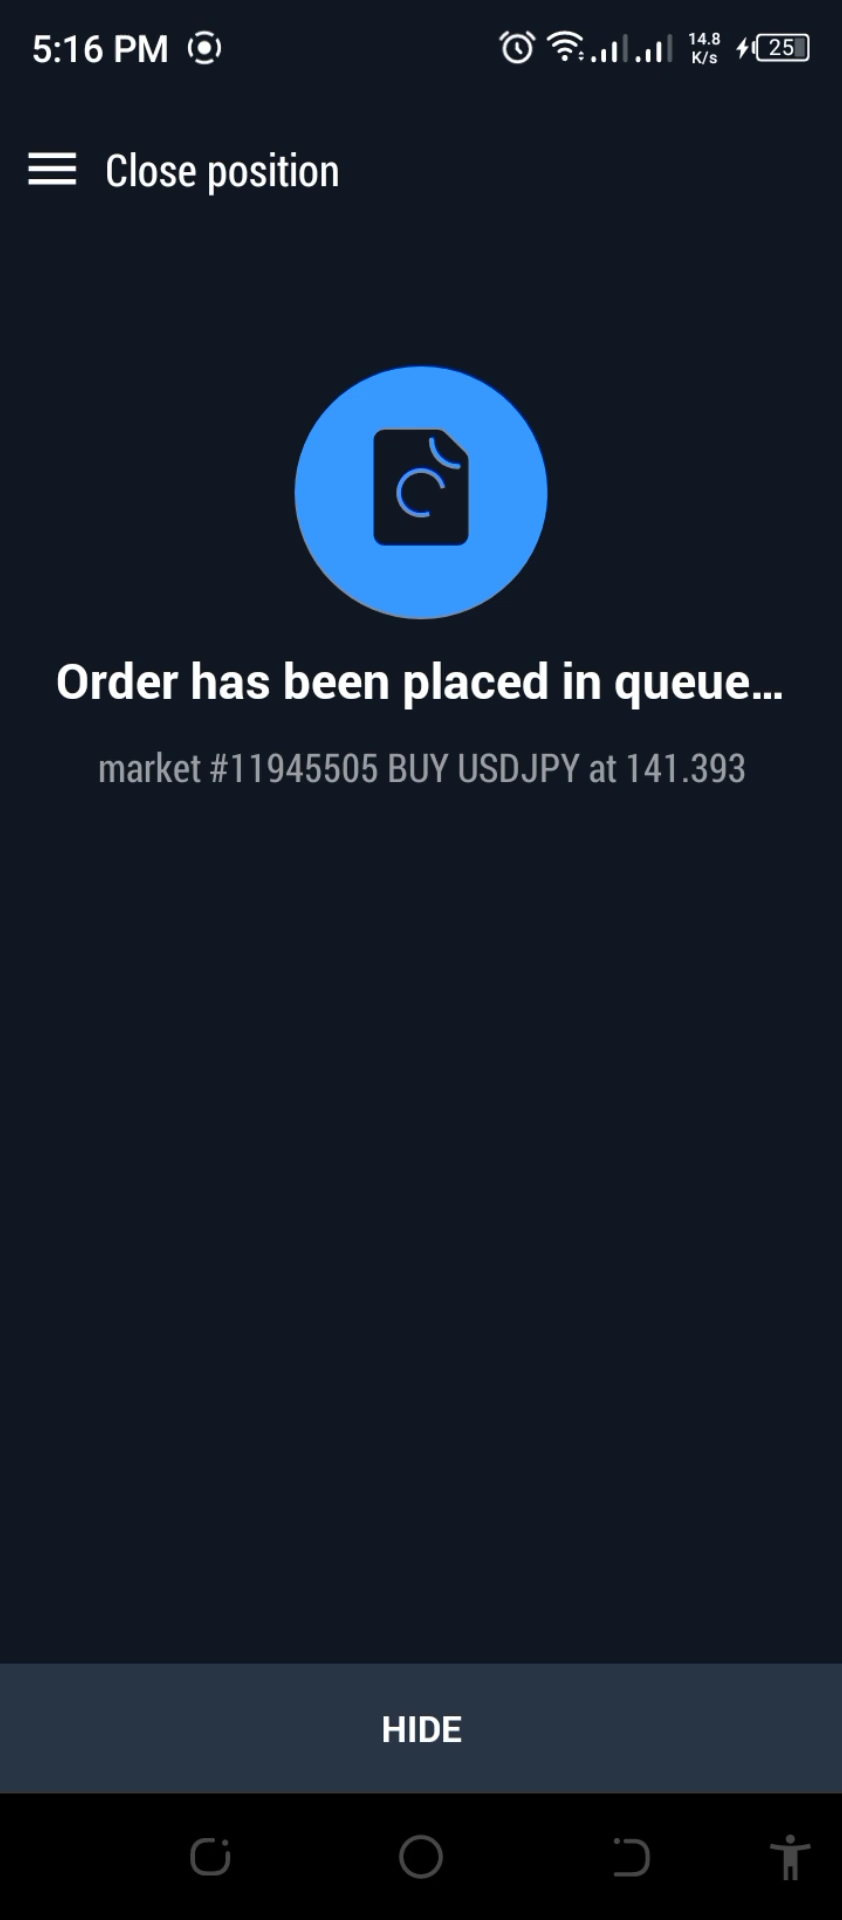 5:16 PM
14.8
K/s
25
Close position
Order has been placed in queue...
market #11945505 BUY USDJPY at 141.393
HIDE